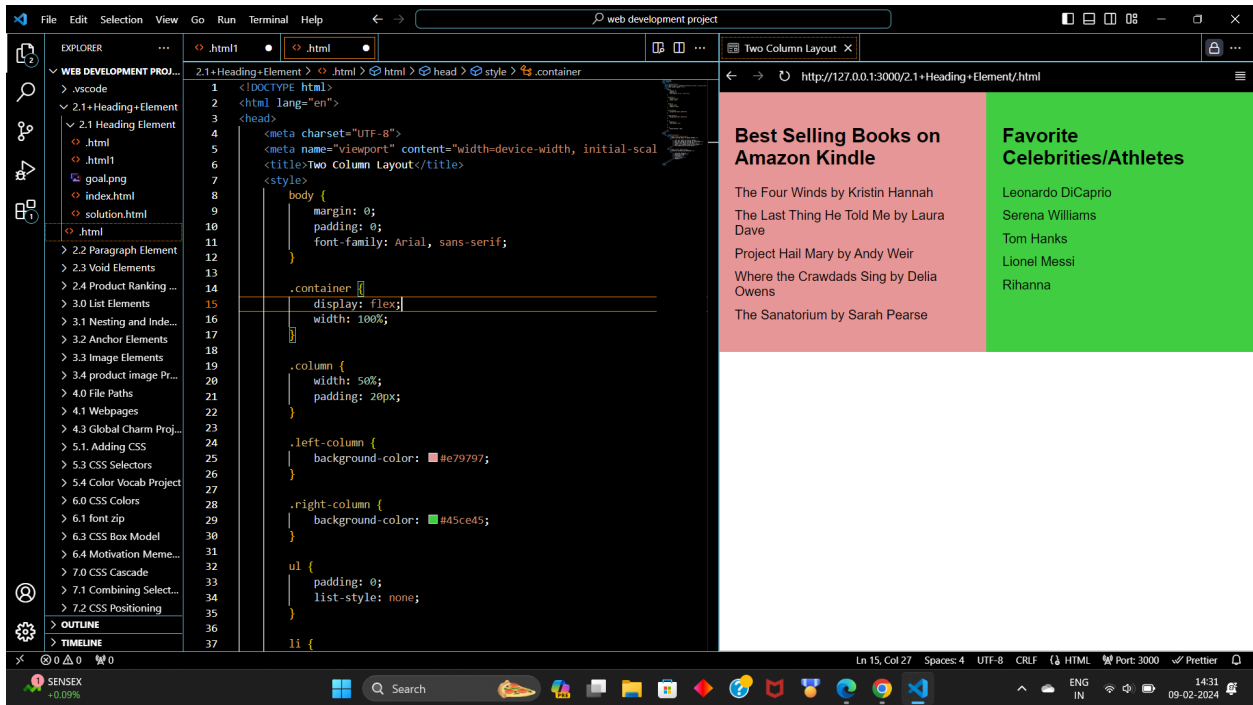 File Edit Selection View Go Run Terminal Help
web development project
EXPLORER
WEB DEVELOPMENT PROJ...
.vscode
2.1+Heading+Element
2.1 Heading Element
.html
.html1
goal.png
index.html
solution.html
.html
2.2 Paragraph Element
2.3 Void Elements
2.4 Product Ranking ...
3.0 List Elements
3.1 Nesting and Inde...
3.2 Anchor Elements
3.3 Image Elements
3.4 product image Pr...
4.0 File Paths
4.1 Webpages
4.3 Global Charm Proj...
5.1. Adding CSS
5.3 CSS Selectors
5.4 Color Vocab Project
6.0 CSS Colors
6.1 font zip
6.3 CSS Box Model
6.4 Motivation Meme...
7.0 CSS Cascade
7.1 Combining Select...
7.2 CSS Positioning
OUTLINE
TIMELINE
2
1
.html1
.html
2.1+Heading+Element > .html > html > head > style > .container
1 <!DOCTYPE html>
2 <html lang="en">
3 <head>
4 <meta charset="UTF-8">
5 <meta name="viewport" content="width=device-width, initial-scal
6 <title>Two Column Layout</title>
7 <style>
8 body {
9 margin: 0;
10 padding: 0;
11 font-family: Arial, sans-serif;
12 }
13
14 .container {
15 display: flex;
16 width: 100%;
17 }
18
19 .column {
20 width: 50%;
21 padding: 20px;
22 }
23
24 .left-column {
25 background-color: #e79797;
26 }
27
28 .right-column {
29 background-color: #45ce45;
30 }
31
32 ul {
33 padding: 0;
34 list-style: none;
35 }
36
37 li {
Two Column Layout
http://127.0.0.1:3000/2.1+Heading+Element/.html
Best Selling Books on
Amazon Kindle
The Four Winds by Kristin Hannah
The Last Thing He Told Me by Laura
Dave
Project Hail Mary by Andy Weir
Where the Crawdads Sing by Delia
Owens
The Sanatorium by Sarah Pearse
Favorite
Celebrities/Athletes
Leonardo DiCaprio
Serena Williams
Tom Hanks
Lionel Messi
Rihanna
0 0 0
Ln 15, Col 27 Spaces: 4 UTF-8 CRLF HTML Port: 3000 Prettier
1
SENSEX
+0.09%
Search
PRE
ENG
IN
14:31
09-02-2024